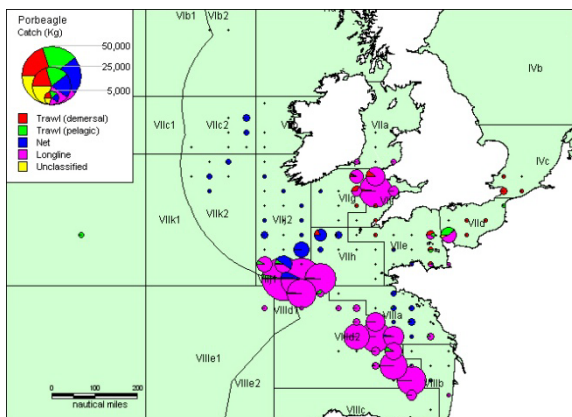 Porbeagle
Catch (Kg)
50,000
25,000
5,000
Trawl (demersal)
Trawl (pelagic)
Net
Longline
Unclassified
VIb1
VIb2
IVb
VIIc1
VIIc2
VIIa
IVc
VIIg
VIIk1
VIIk2
VIIj2
VIId
VIIe
VIIh
VIIId1
VIIIa
VIIId2
VIIIe1
VIIIe2
VIIIb
VIIIc
0
100
200
nautical miles